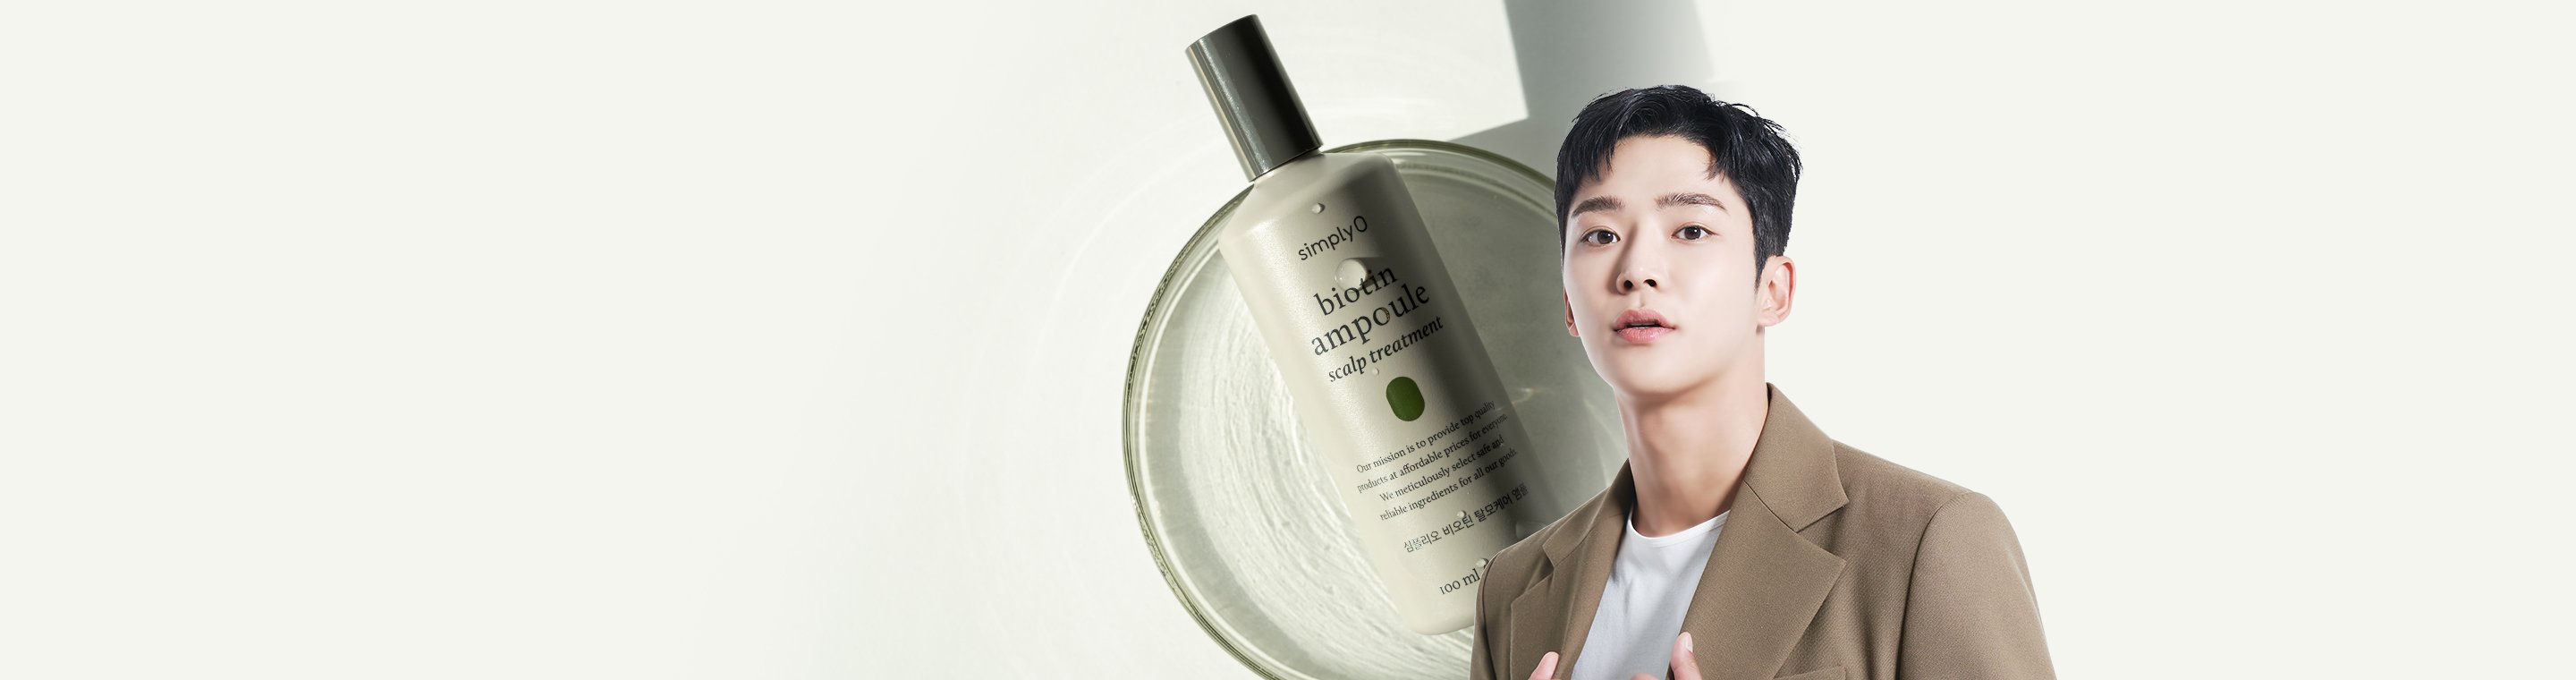 simplyO
biotin
ampoule
scalp treatment
Our mission is to provide top quality
products at affordable prices for everyone.
We meticulously select safe and
reliable ingredients for all our goods
심플리오 비오틴 탈모케어 앰플
100 ml